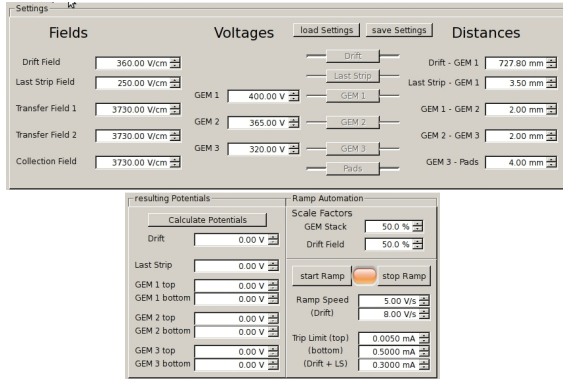 Settings
Fields Voltages load Settings save Settings Distances
Drift Field 360.00 V/cm Drift Drift - GEM 1 727.80 mm
Last Strip Field 250.00 V/cm Last Strip Last Strip - GEM 1 3.50 mm
GEM 1 400.00 V GEM 1
Transfer Field 1 3730.00 V/cm GEM 1 - GEM 2 2.00 mm
GEM 2 365.00 V GEM 2
Transfer Field 2 3730.00 V/cm GEM 2 - GEM 3 2.00 mm
GEM 3 320.00 V GEM 3
Collection Field 3730.00 V/cm Pads GEM 3 - Pads 4.00 mm
resulting Potentials
Calculate Potentials
Drift 0.00 V
Last Strip 0.00 V
GEM 1 top 0.00 V
GEM 1 bottom 0.00 V
GEM 2 top 0.00 V
GEM 2 bottom 0.00 V
GEM 3 top 0.00 V
GEM 3 bottom 0.00 V
Ramp Automation
Scale Factors
GEM Stack 50.0 %
Drift Field 50.0 %
start Ramp stop Ramp
Ramp Speed 5.00 V/s
(Drift) 8.00 V/s
Trip Limit (top) 0.0050 mA
(bottom) 0.5000 mA
(Drift + LS) 0.3000 mA